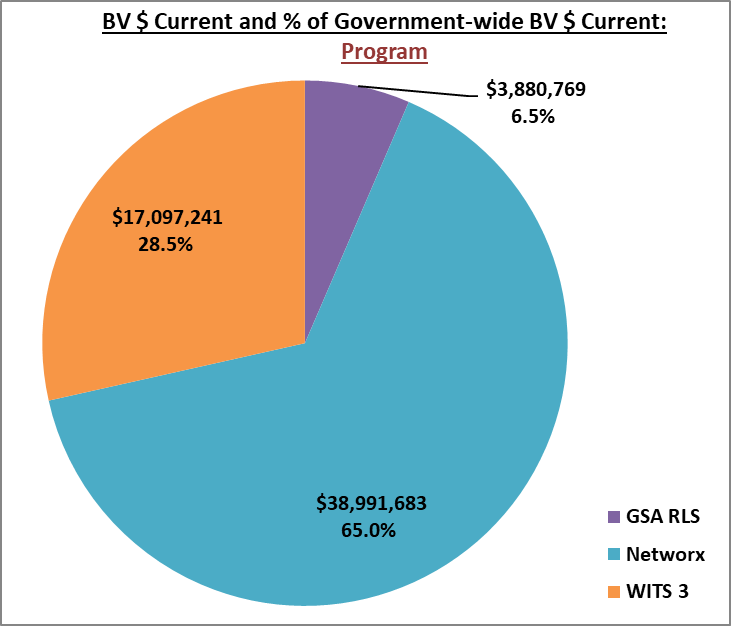 BV $ Current and % of Government-wide BV $ Current:
Program
$3,880,769
6.5%
$17,097,241
28.5%
$38,991,683
65.0%
GSA RLS
Networx
WITS 3